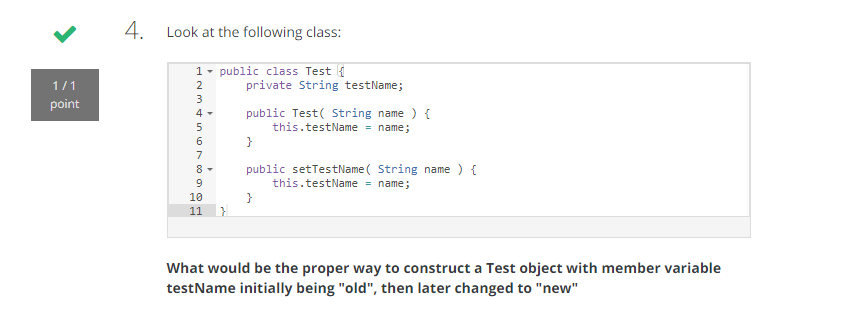 4. Look at the following class:
1 / 1
point
1 public class Test {
2 private String testName;
3
4 public Test( String name ) {
5 this.testName = name;
6 }
7
8 public setTestName( String name ) {
9 this.testName = name;
10 }
11 }
What would be the proper way to construct a Test object with member variable
testName initially being "old", then later changed to "new"